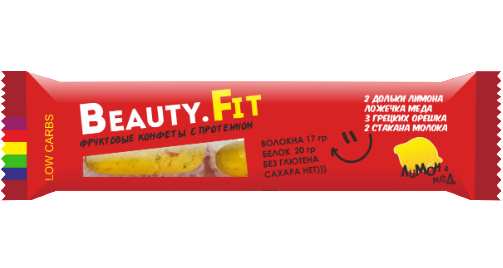 LOW CARBS
BEAUTY.FIT
ФРУКТОВЫЕ КОНФЕТЫ С ПРОТЕИНОМ
ВОЛОКНА 17 гр
БЕЛОК 20 гр
БЕЗ ГЛЮТЕНА
САХАРА НЕТ)))
2 ДОЛЬКИ ЛИМОНА
ЛОЖЕЧКА МЕДА
3 ГРЕЦКИХ ОРЕШКА
2 СТАКАНА МОЛОКА
ЛИМОН &
МЕД